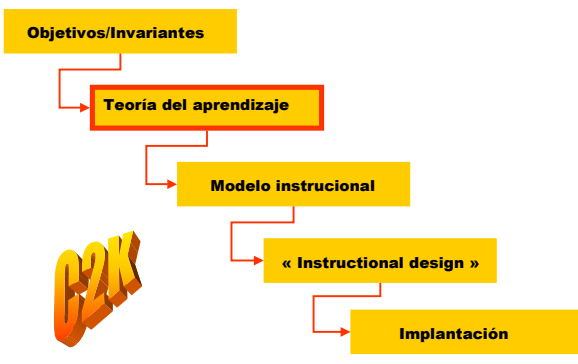 Objetivos/Invariantes
Teoría del aprendizaje
Modelo instrucional
« Instructional design »
C2K
Implantación